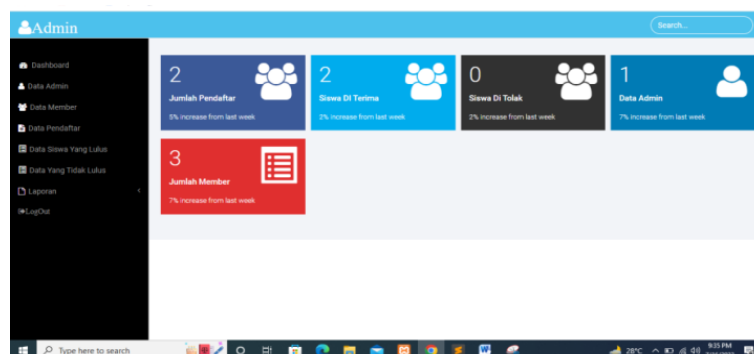 Admin
Search...
Dashboard
Data Admin
Data Member
Data Pendaftar
Data Siswa Yang Lulus
Data Yang Tidak Lulus
Laporan
LogOut
2
Jumlah Pendaftar
5% increase from last week
2
Siswa DI Terima
2% increase from last week
0
Siswa Di Tolak
2% increase from last week
1
Data Admin
7% increase from last week
3
Jumlah Member
7% increase from last week
Type here to search
28°C
9:35 PM